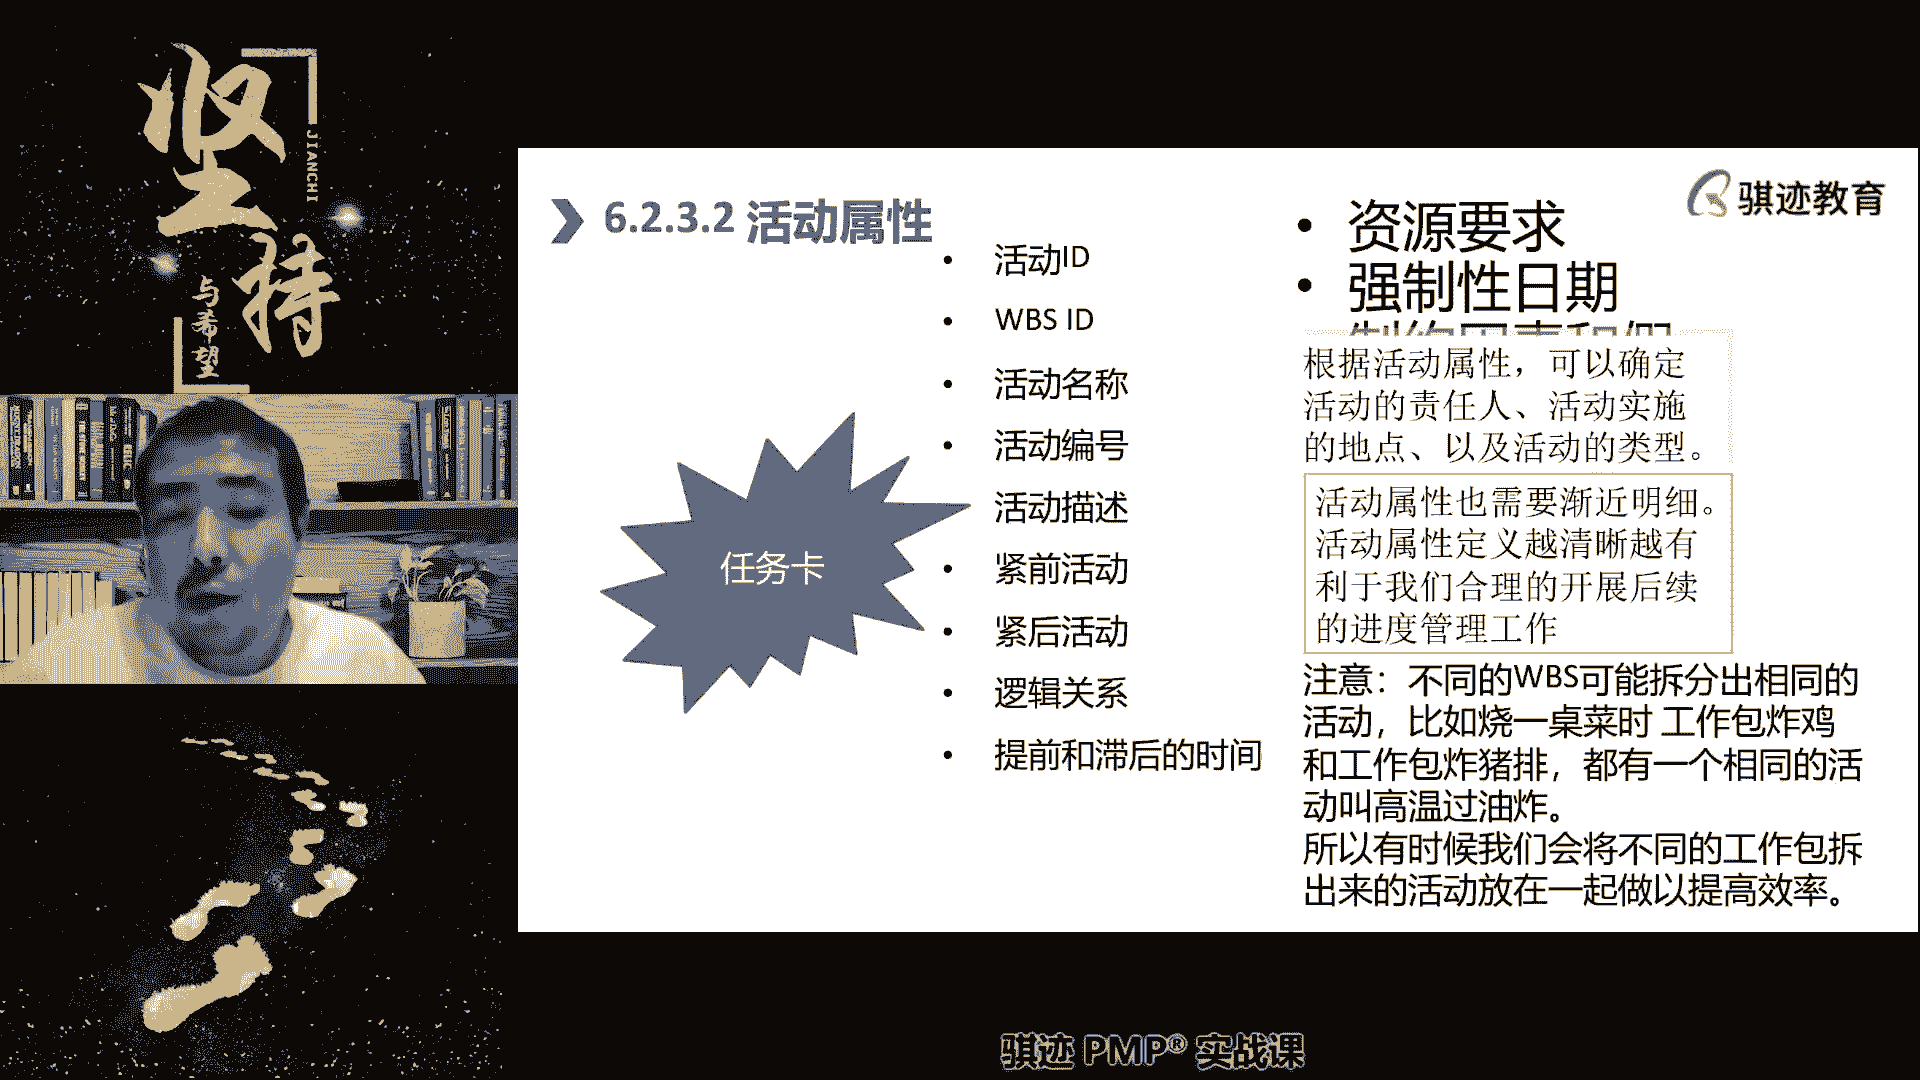 坚持
JIANCHI
与希望
6.2.3.2 活动属性
活动ID
WBS ID
活动名称
活动编号
活动描述
紧前活动
紧后活动
逻辑关系
提前和滞后的时间
任务卡
骐迹教育
资源要求
强制性日期
根据活动属性，可以确定
活动的责任人、活动实施
的地点、以及活动的类型。
活动属性也需要渐近明细。
活动属性定义越清晰越有
利于我们合理的开展后续
的进度管理工作
注意：不同的WBS可能拆分出相同的
活动，比如烧一桌菜时 工作包炸鸡
和工作包炸猪排，都有一个相同的活
动叫高温过油炸。
所以有时候我们会将不同的工作包拆
出来的活动放在一起做以提高效率。
骐迹 PMP® 实战课